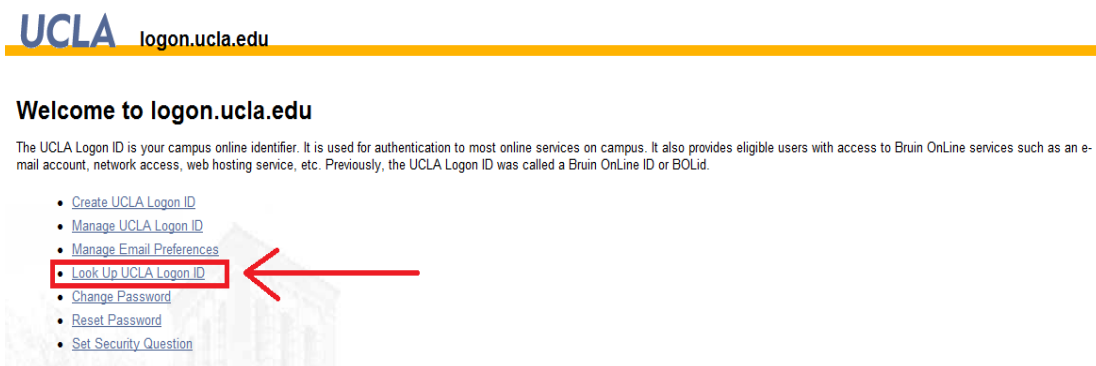 UCLA logon.ucla.edu
Welcome to logon.ucla.edu
The UCLA Logon ID is your campus online identifier. It is used for authentication to most online services on campus. It also provides eligible users with access to Bruin OnLine services such as an e-
mail account, network access, web hosting service, etc. Previously, the UCLA Logon ID was called a Bruin OnLine ID or BOLid.
• Create UCLA Logon ID
• Manage UCLA Logon ID
• Manage Email Preferences
• Look Up UCLA Logon ID
• Change Password
• Reset Password
• Set Security Question